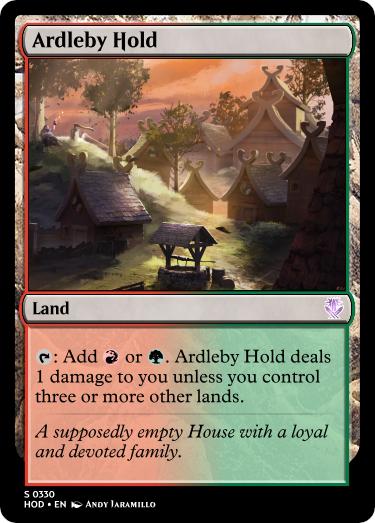 Ardleby Hold
Land
: Add or . Ardleby Hold deals
1 damage to you unless you control
three or more other lands.
A supposedly empty House with a loyal
and devoted family.
S 0330
HOD • EN Andy Jaramillo